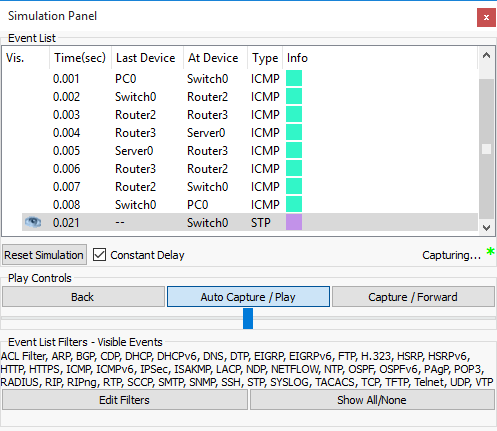 Simulation Panel
x
Event List
Vis. Time(sec) Last Device At Device Type Info
0.001 PC0 Switch0 ICMP
0.002 Switch0 Router2 ICMP
0.003 Router2 Router3 ICMP
0.004 Router3 Server0 ICMP
0.005 Server0 Router3 ICMP
0.006 Router3 Router2 ICMP
0.007 Router2 Switch0 ICMP
0.008 Switch0 PC0 ICMP
0.021 -- Switch0 STP
Reset Simulation Constant Delay Capturing... *
Play Controls
Back Auto Capture / Play Capture / Forward
Event List Filters - Visible Events
ACL Filter, ARP, BGP, CDP, DHCP, DHCPv6, DNS, DTP, EIGRP, EIGRPv6, FTP, H.323, HSRP, HSRPv6,
HTTP, HTTPS, ICMP, ICMPv6, IPSec, ISAKMP, LACP, NDP, NETFLOW, NTP, OSPF, OSPFv6, PAgP, POP3,
RADIUS, RIP, RIPng, RTP, SCCP, SMTP, SNMP, SSH, STP, SYSLOG, TACACS, TCP, TFTP, Telnet, UDP, VTP
Edit Filters Show All/None